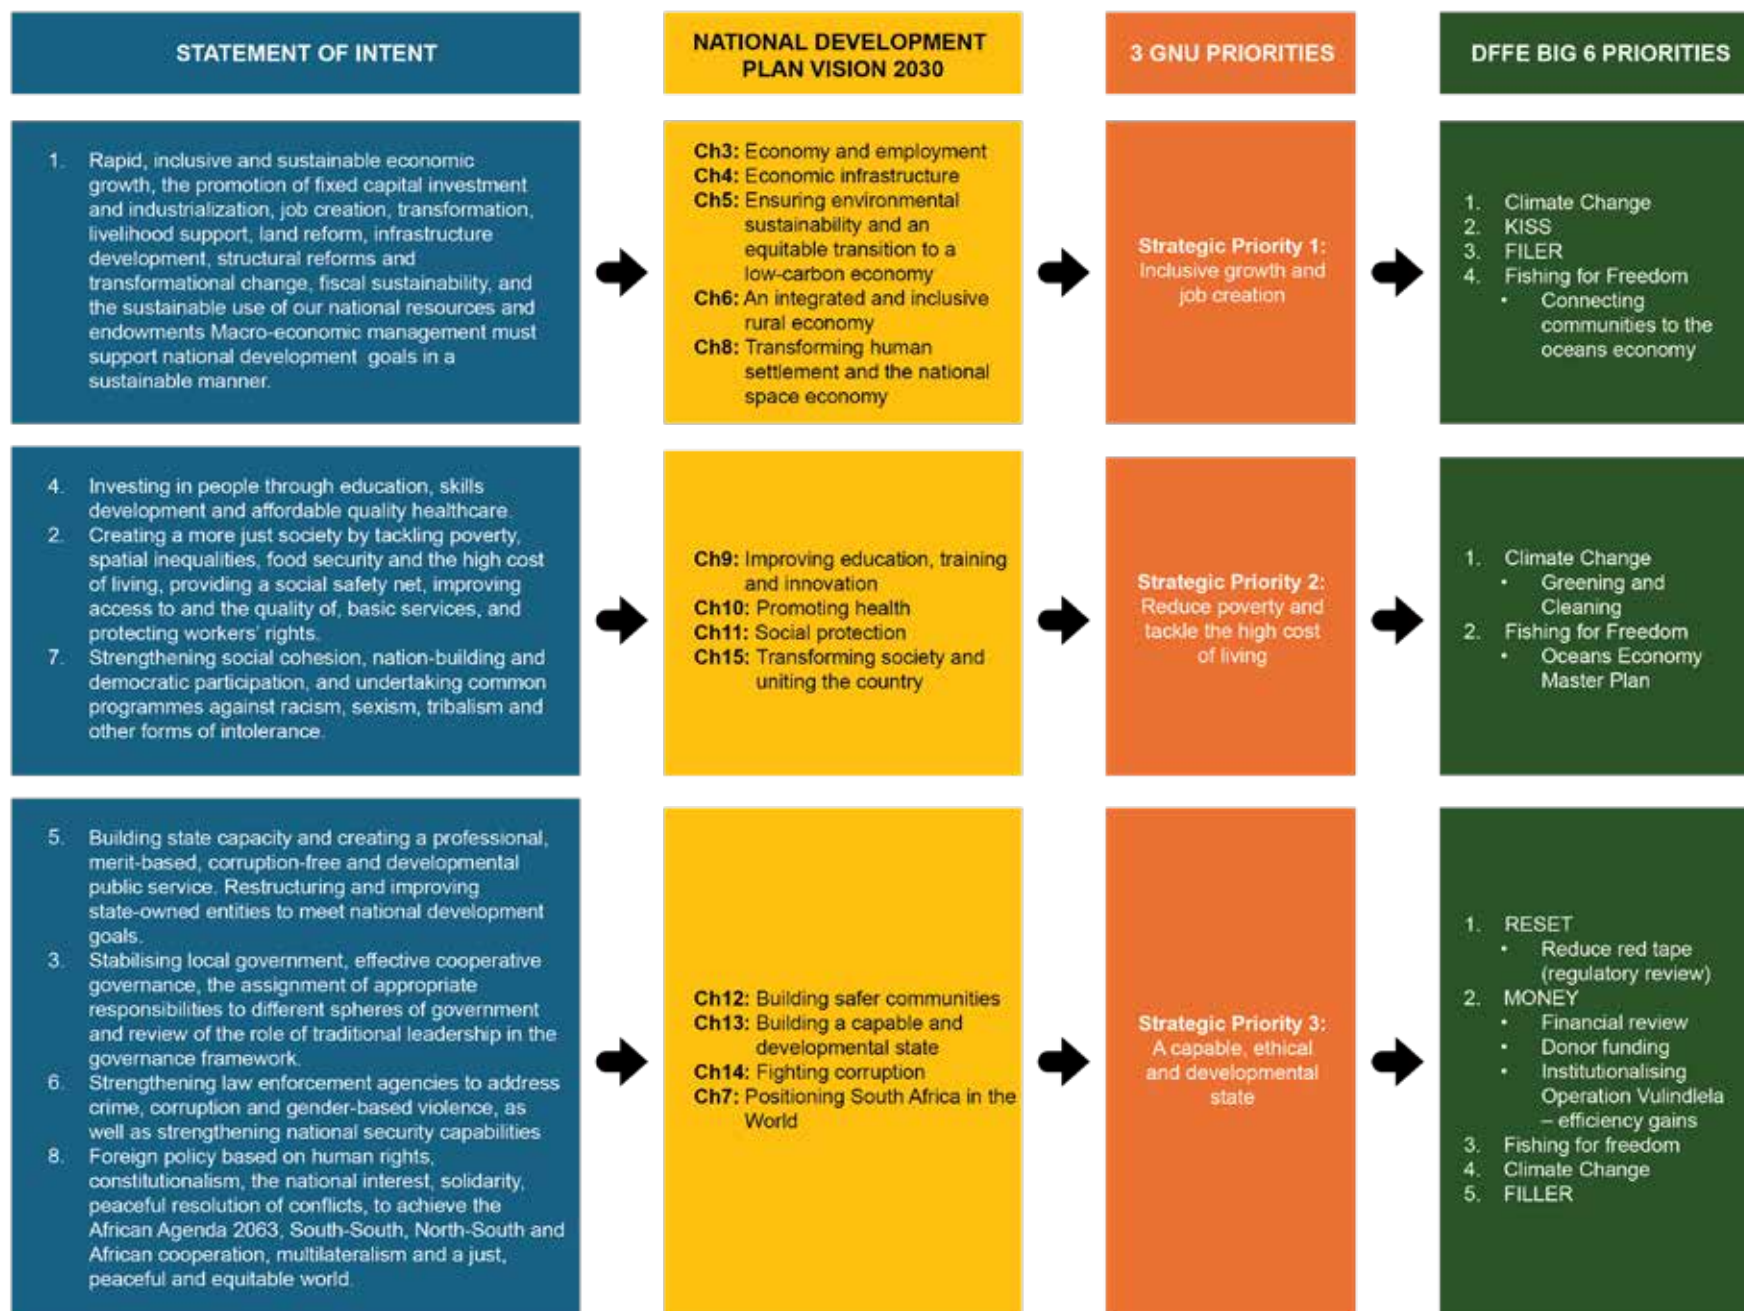 STATEMENT OF INTENT
NATIONAL DEVELOPMENT
PLAN VISION 2030
3 GNU PRIORITIES
DFFE BIG 6 PRIORITIES
1. Rapid, inclusive and sustainable economic
growth, the promotion of fixed capital investment
and industrialization, job creation, transformation,
livelihood support, land reform, infrastructure
development, structural reforms and
transformational change, fiscal sustainability, and
the sustainable use of our national resources and
endowments Macro-economic management must
support national development goals in a
sustainable manner.
Ch3: Economy and employment
Ch4: Economic infrastructure
Ch5: Ensuring environmental
sustainability and an
equitable transition to a
low-carbon economy
Ch6: An integrated and inclusive
rural economy
Ch8: Transforming human
settlement and the national
space economy
Strategic Priority 1:
Inclusive growth and
job creation
1. Climate Change
2. KISS
3. FILER
4. Fishing for Freedom
• Connecting
communities to the
oceans economy
4. Investing in people through education, skills
development and affordable quality healthcare.
2. Creating a more just society by tackling poverty,
spatial inequalities, food security and the high cost
of living, providing a social safety net, improving
access to and the quality of, basic services, and
protecting workers' rights.
7. Strengthening social cohesion, nation-building and
democratic participation, and undertaking common
programmes against racism, sexism, tribalism and
other forms of intolerance.
Ch9: Improving education, training
and innovation
Ch10: Promoting health
Ch11: Social protection
Ch15: Transforming society and
uniting the country
Strategic Priority 2:
Reduce poverty and
tackle the high cost
of living
1. Climate Change
• Greening and
Cleaning
2. Fishing for Freedom
• Oceans Economy
Master Plan
5. Building state capacity and creating a professional,
merit-based, corruption-free and developmental
public service. Restructuring and improving
state-owned entities to meet national development
goals.
3. Stabilising local government, effective cooperative
governance, the assignment of appropriate
responsibilities to different spheres of government
and review of the role of traditional leadership in the
governance framework.
6. Strengthening law enforcement agencies to address
crime, corruption and gender-based violence, as
well as strengthening national security capabilities
8. Foreign policy based on human rights,
constitutionalism, the national interest, solidarity,
peaceful resolution of conflicts, to achieve the
African Agenda 2063, South-South, North-South and
African cooperation, multilateralism and a just,
peaceful and equitable world.
Ch12: Building safer communities
Ch13: Building a capable and
developmental state
Ch14: Fighting corruption
Ch7: Positioning South Africa in the
World
Strategic Priority 3:
A capable, ethical
and developmental
state
1. RESET
• Reduce red tape
(regulatory review)
2. MONEY
• Financial review
• Donor funding
• Institutionalising
Operation Vulindlela
– efficiency gains
3. Fishing for freedom
4. Climate Change
5. FILLER